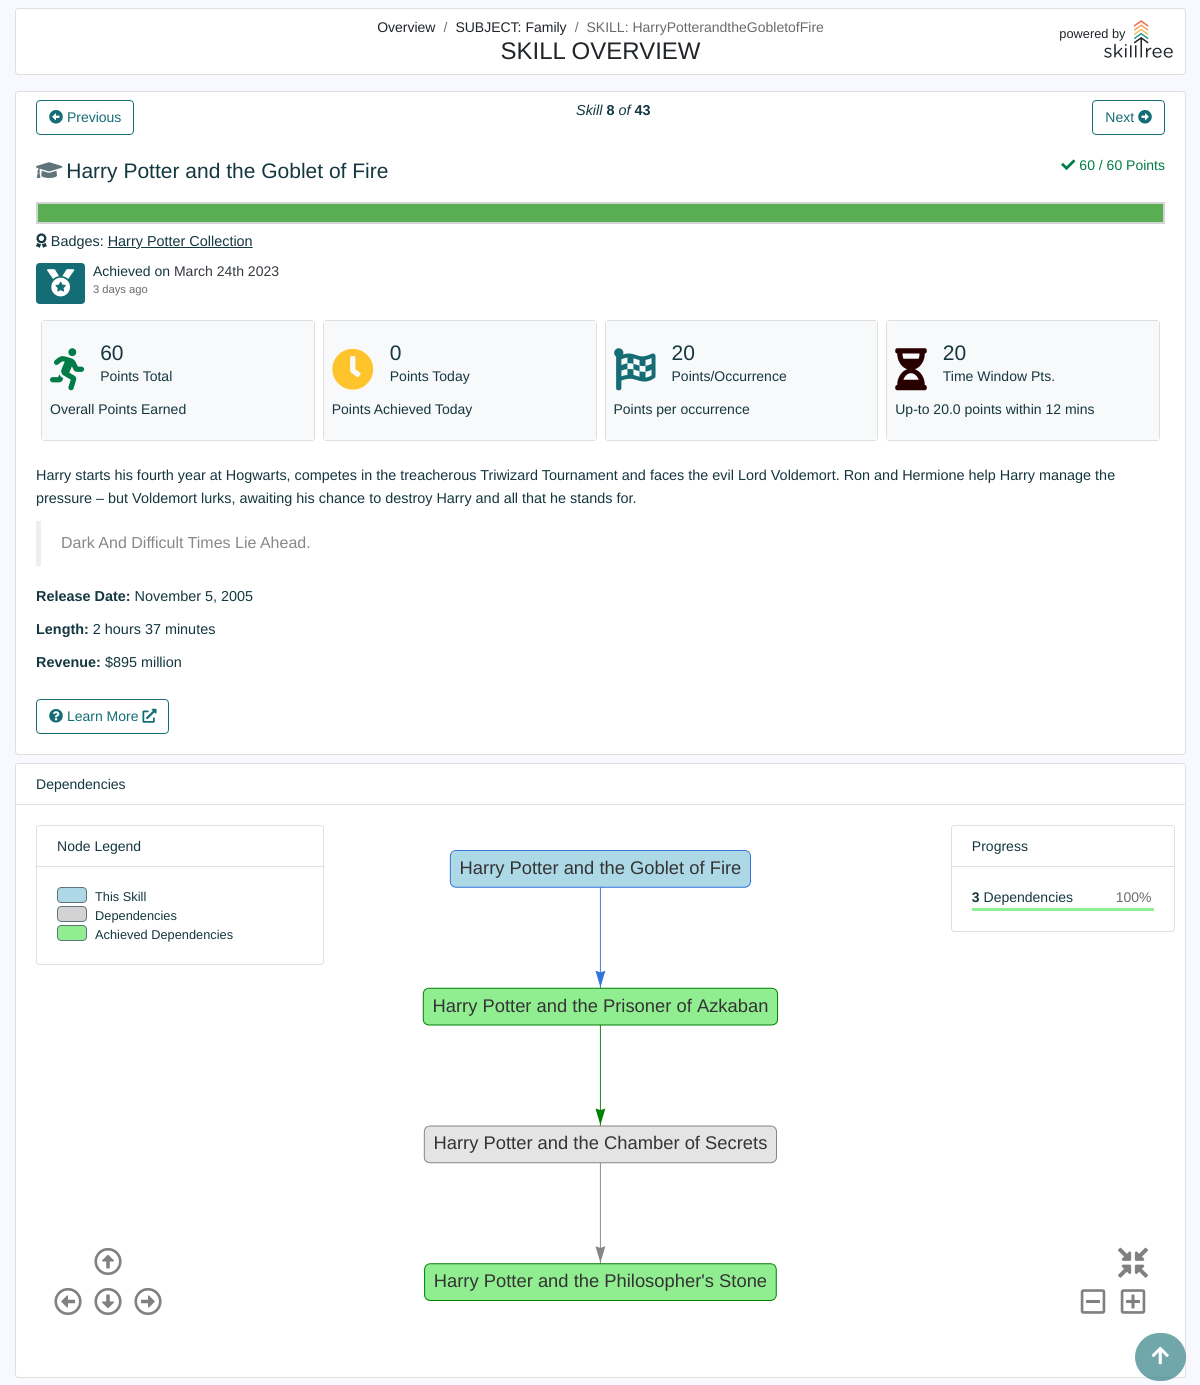 Overview / SUBJECT: Family / SKILL: HarryPotterandtheGobletofFire
SKILL OVERVIEW
powered by
skilltree
Previous
Skill 8 of 43
Next
Harry Potter and the Goblet of Fire
60 / 60 Points
Badges: Harry Potter Collection
Achieved on March 24th 2023
3 days ago
60
Points Total
Overall Points Earned
0
Points Today
Points Achieved Today
20
Points/Occurrence
Points per occurrence
20
Time Window Pts.
Up-to 20.0 points within 12 mins
Harry starts his fourth year at Hogwarts, competes in the treacherous Triwizard Tournament and faces the evil Lord Voldemort. Ron and Hermione help Harry manage the
pressure – but Voldemort lurks, awaiting his chance to destroy Harry and all that he stands for.
Dark And Difficult Times Lie Ahead.
Release Date: November 5, 2005
Length: 2 hours 37 minutes
Revenue: $895 million
Learn More
Dependencies
Node Legend
This Skill
Dependencies
Achieved Dependencies
Progress
3 Dependencies 100%
Harry Potter and the Goblet of Fire
Harry Potter and the Prisoner of Azkaban
Harry Potter and the Chamber of Secrets
Harry Potter and the Philosopher's Stone